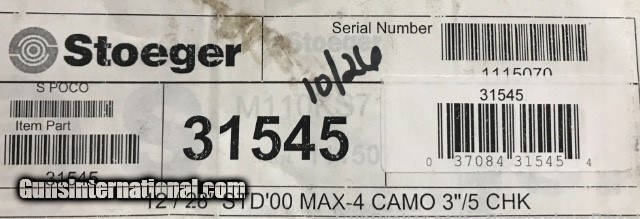 Stoeger
Serial Number
1115070
10/26
S POCO
Item Part
31545
31545
31545
0 37084 31545 4
Gunsinternational.com
12 / 28" STD'00 MAX-4 CAMO 3"/5 CHK